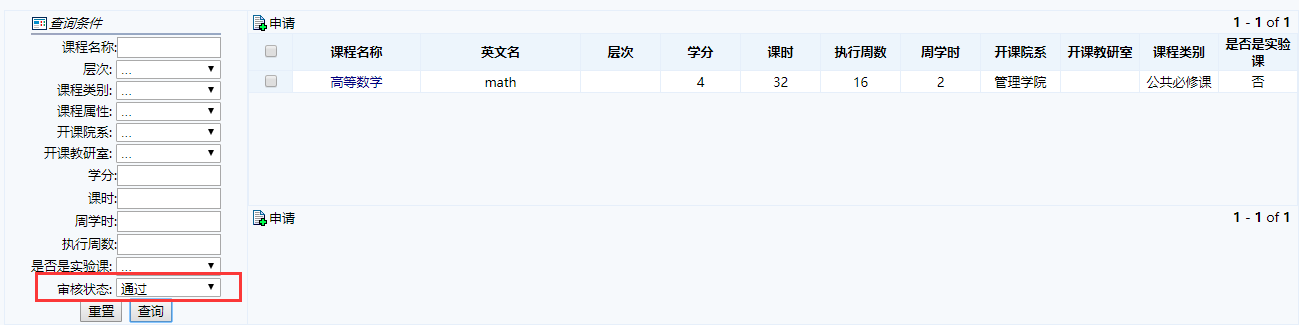 查询条件
课程名称:
层次: ...
课程类别: ...
课程属性: ...
开课院系: ...
开课教研室: ...
学分:
课时:
周学时:
执行周数:
是否是实验课: ...
审核状态: 通过
重置 查询
申请 1 - 1 of 1
课程名称 英文名 层次 学分 课时 执行周数 周学时 开课院系 开课教研室 课程类别 是否是实验课
高等数学 math 4 32 16 2 管理学院 公共必修课 否
申请 1 - 1 of 1